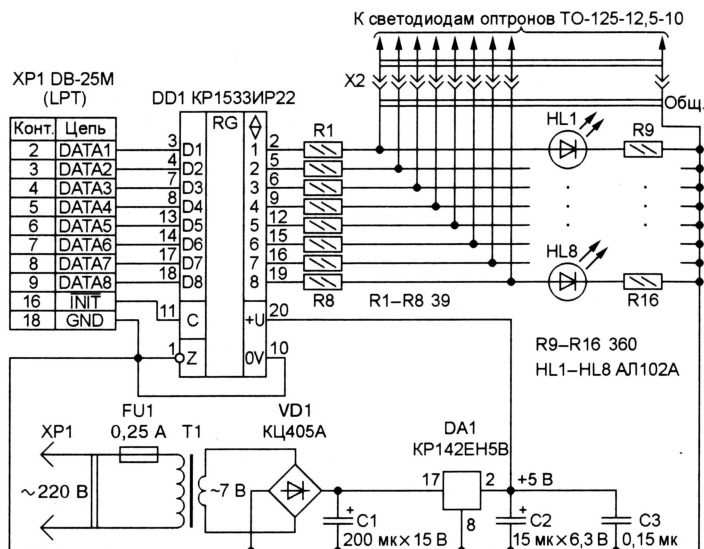 К светодиодам оптронов ТО-125-12,5-10
XP1 DB-25M
(LPT)
DD1 КР1533ИР22
X2
Общ.
Конт. Цепь
2 DATA1
3 DATA2
4 DATA3
5 DATA4
6 DATA5
7 DATA6
8 DATA7
9 DATA8
16 INIT
18 GND
RG
3 D1 1 2
4 D2 2 5
7 D3 3 6
8 D4 4 9
13 D5 5 12
14 D6 6 15
17 D7 7 16
18 D8 8 19
11 C +U 20
1 Z 0V 10
R1
R8
R1–R8 39
HL1
R9
HL8
R16
R9–R16 360
HL1–HL8 АЛ102А
XP1
FU1
0,25 А
T1
VD1
КЦ405А
DA1
КР142ЕН5В
~220 В
~7 В
17
2
8
+5 В
+
C1
200 мк×15 В
+
C2
15 мк×6,3 В
C3
0,15 мк